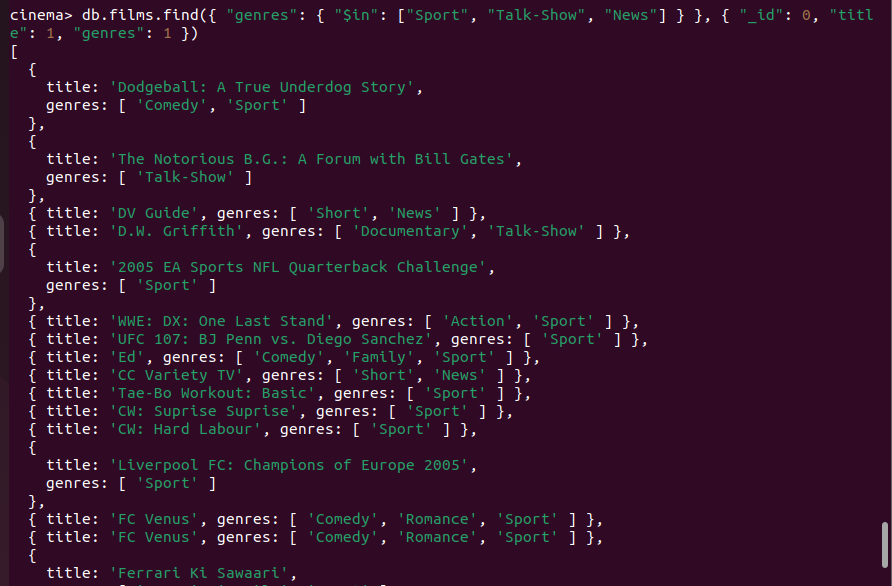 cinema> db.films.find({ "genres": { "$in": ["Sport", "Talk-Show", "News"] } }, { "_id": 0, "titl
e": 1, "genres": 1 })
[
  {
    title: 'Dodgeball: A True Underdog Story',
    genres: [ 'Comedy', 'Sport' ]
  },
  {
    title: 'The Notorious B.G.: A Forum with Bill Gates',
    genres: [ 'Talk-Show' ]
  },
  { title: 'DV Guide', genres: [ 'Short', 'News' ] },
  { title: 'D.W. Griffith', genres: [ 'Documentary', 'Talk-Show' ] },
  {
    title: '2005 EA Sports NFL Quarterback Challenge',
    genres: [ 'Sport' ]
  },
  { title: 'WWE: DX: One Last Stand', genres: [ 'Action', 'Sport' ] },
  { title: 'UFC 107: BJ Penn vs. Diego Sanchez', genres: [ 'Sport' ] },
  { title: 'Ed', genres: [ 'Comedy', 'Family', 'Sport' ] },
  { title: 'CC Variety TV', genres: [ 'Short', 'News' ] },
  { title: 'Tae-Bo Workout: Basic', genres: [ 'Sport' ] },
  { title: 'CW: Suprise Suprise', genres: [ 'Sport' ] },
  { title: 'CW: Hard Labour', genres: [ 'Sport' ] },
  {
    title: 'Liverpool FC: Champions of Europe 2005',
    genres: [ 'Sport' ]
  },
  { title: 'FC Venus', genres: [ 'Comedy', 'Romance', 'Sport' ] },
  { title: 'FC Venus', genres: [ 'Comedy', 'Romance', 'Sport' ] },
  {
    title: 'Ferrari Ki Sawaari',